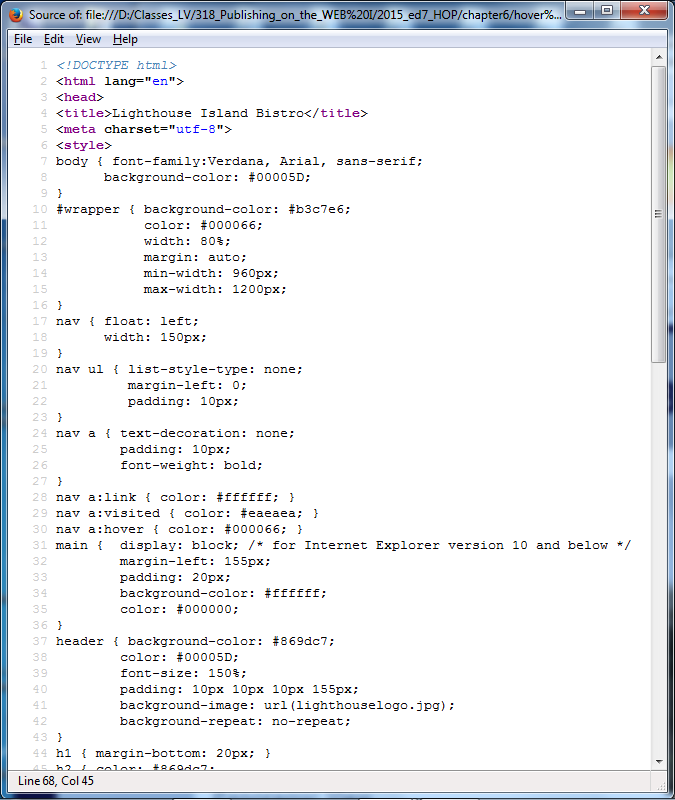 Source of: file:///D:/Classes_LV/318_Publishing_on_the_WEB%20I/2015_ed7_HOP/chapter6/hover%...
File Edit View Help
1 <!DOCTYPE html>
2 <html lang="en">
3 <head>
4 <title>Lighthouse Island Bistro</title>
5 <meta charset="utf-8">
6 <style>
7 body { font-family:Verdana, Arial, sans-serif;
8 background-color: #00005D;
9 }
10 #wrapper { background-color: #b3c7e6;
11 color: #000066;
12 width: 80%;
13 margin: auto;
14 min-width: 960px;
15 max-width: 1200px;
16 }
17 nav { float: left;
18 width: 150px;
19 }
20 nav ul { list-style-type: none;
21 margin-left: 0;
22 padding: 10px;
23 }
24 nav a { text-decoration: none;
25 padding: 10px;
26 font-weight: bold;
27 }
28 nav a:link { color: #ffffff; }
29 nav a:visited { color: #eaeaea; }
30 nav a:hover { color: #000066; }
31 main { display: block; /* for Internet Explorer version 10 and below */
32 margin-left: 155px;
33 padding: 20px;
34 background-color: #ffffff;
35 color: #000000;
36 }
37 header { background-color: #869dc7;
38 color: #00005D;
39 font-size: 150%;
40 padding: 10px 10px 10px 155px;
41 background-image: url(lighthouselogo.jpg);
42 background-repeat: no-repeat;
43 }
44 h1 { margin-bottom: 20px; }
45 h2 { color: #869dc7;
Line 68, Col 45